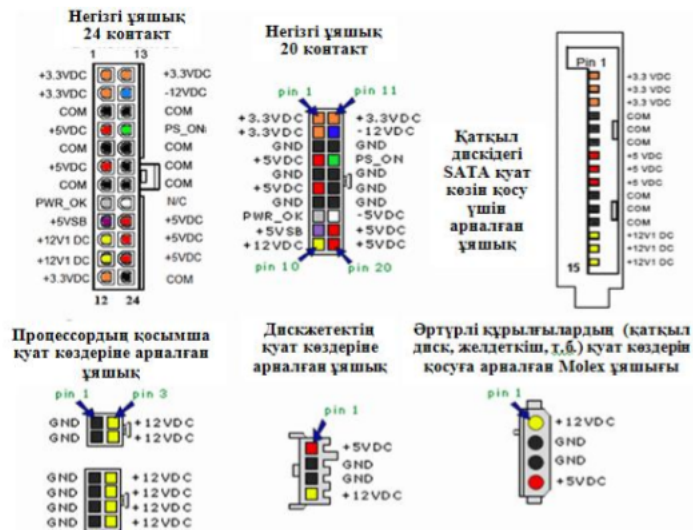 Негізгі ұяшық
24 контакт
1 13
+3.3VDC +3.3VDC
+3.3VDC -12VDC
COM COM
+5VDC PS_ON
COM COM
+5VDC COM
COM COM
PWR_OK N/C
+5VSB +5VDC
+12V1 DC +5VDC
+12V1 DC +5VDC
+3.3VDC COM
12 24
Негізгі ұяшық
20 контакт
pin 1 pin 11
+3.3VDC +3.3VDC
+3.3VDC -12VDC
GND GND
+5VDC PS_ON
GND GND
+5VDC GND
GND GND
PWR_OK -5VDC
+5VSB +5VDC
+12VDC +5VDC
pin 10 pin 20
Қатқыл
дискідегі
SATA қуат
көзін қосу
үшін
арналған
ұяшық
Pin 1
+3.3 VDC
+3.3 VDC
+3.3 VDC
COM
COM
COM
+5 VDC
+5 VDC
+5 VDC
COM
COM
COM
+12V1 DC
+12V1 DC
+12V1 DC
15
Процессордың қосымша
қуат көздеріне арналған
ұяшық
pin 1 pin 3
GND +12VDC
GND +12VDC
GND +12VDC
GND +12VDC
GND +12VDC
GND +12VDC
Дискжетектің
қуат көздеріне
арналған ұяшық
pin 1
+5VDC
GND
GND
+12VDC
Әртүрлі құрылғылардың (қатқыл
диск, желдеткіш, т.б.) қуат көздерін
қосуға арналған Molex ұяшығы
pin 1
+12VDC
GND
GND
+5VDC